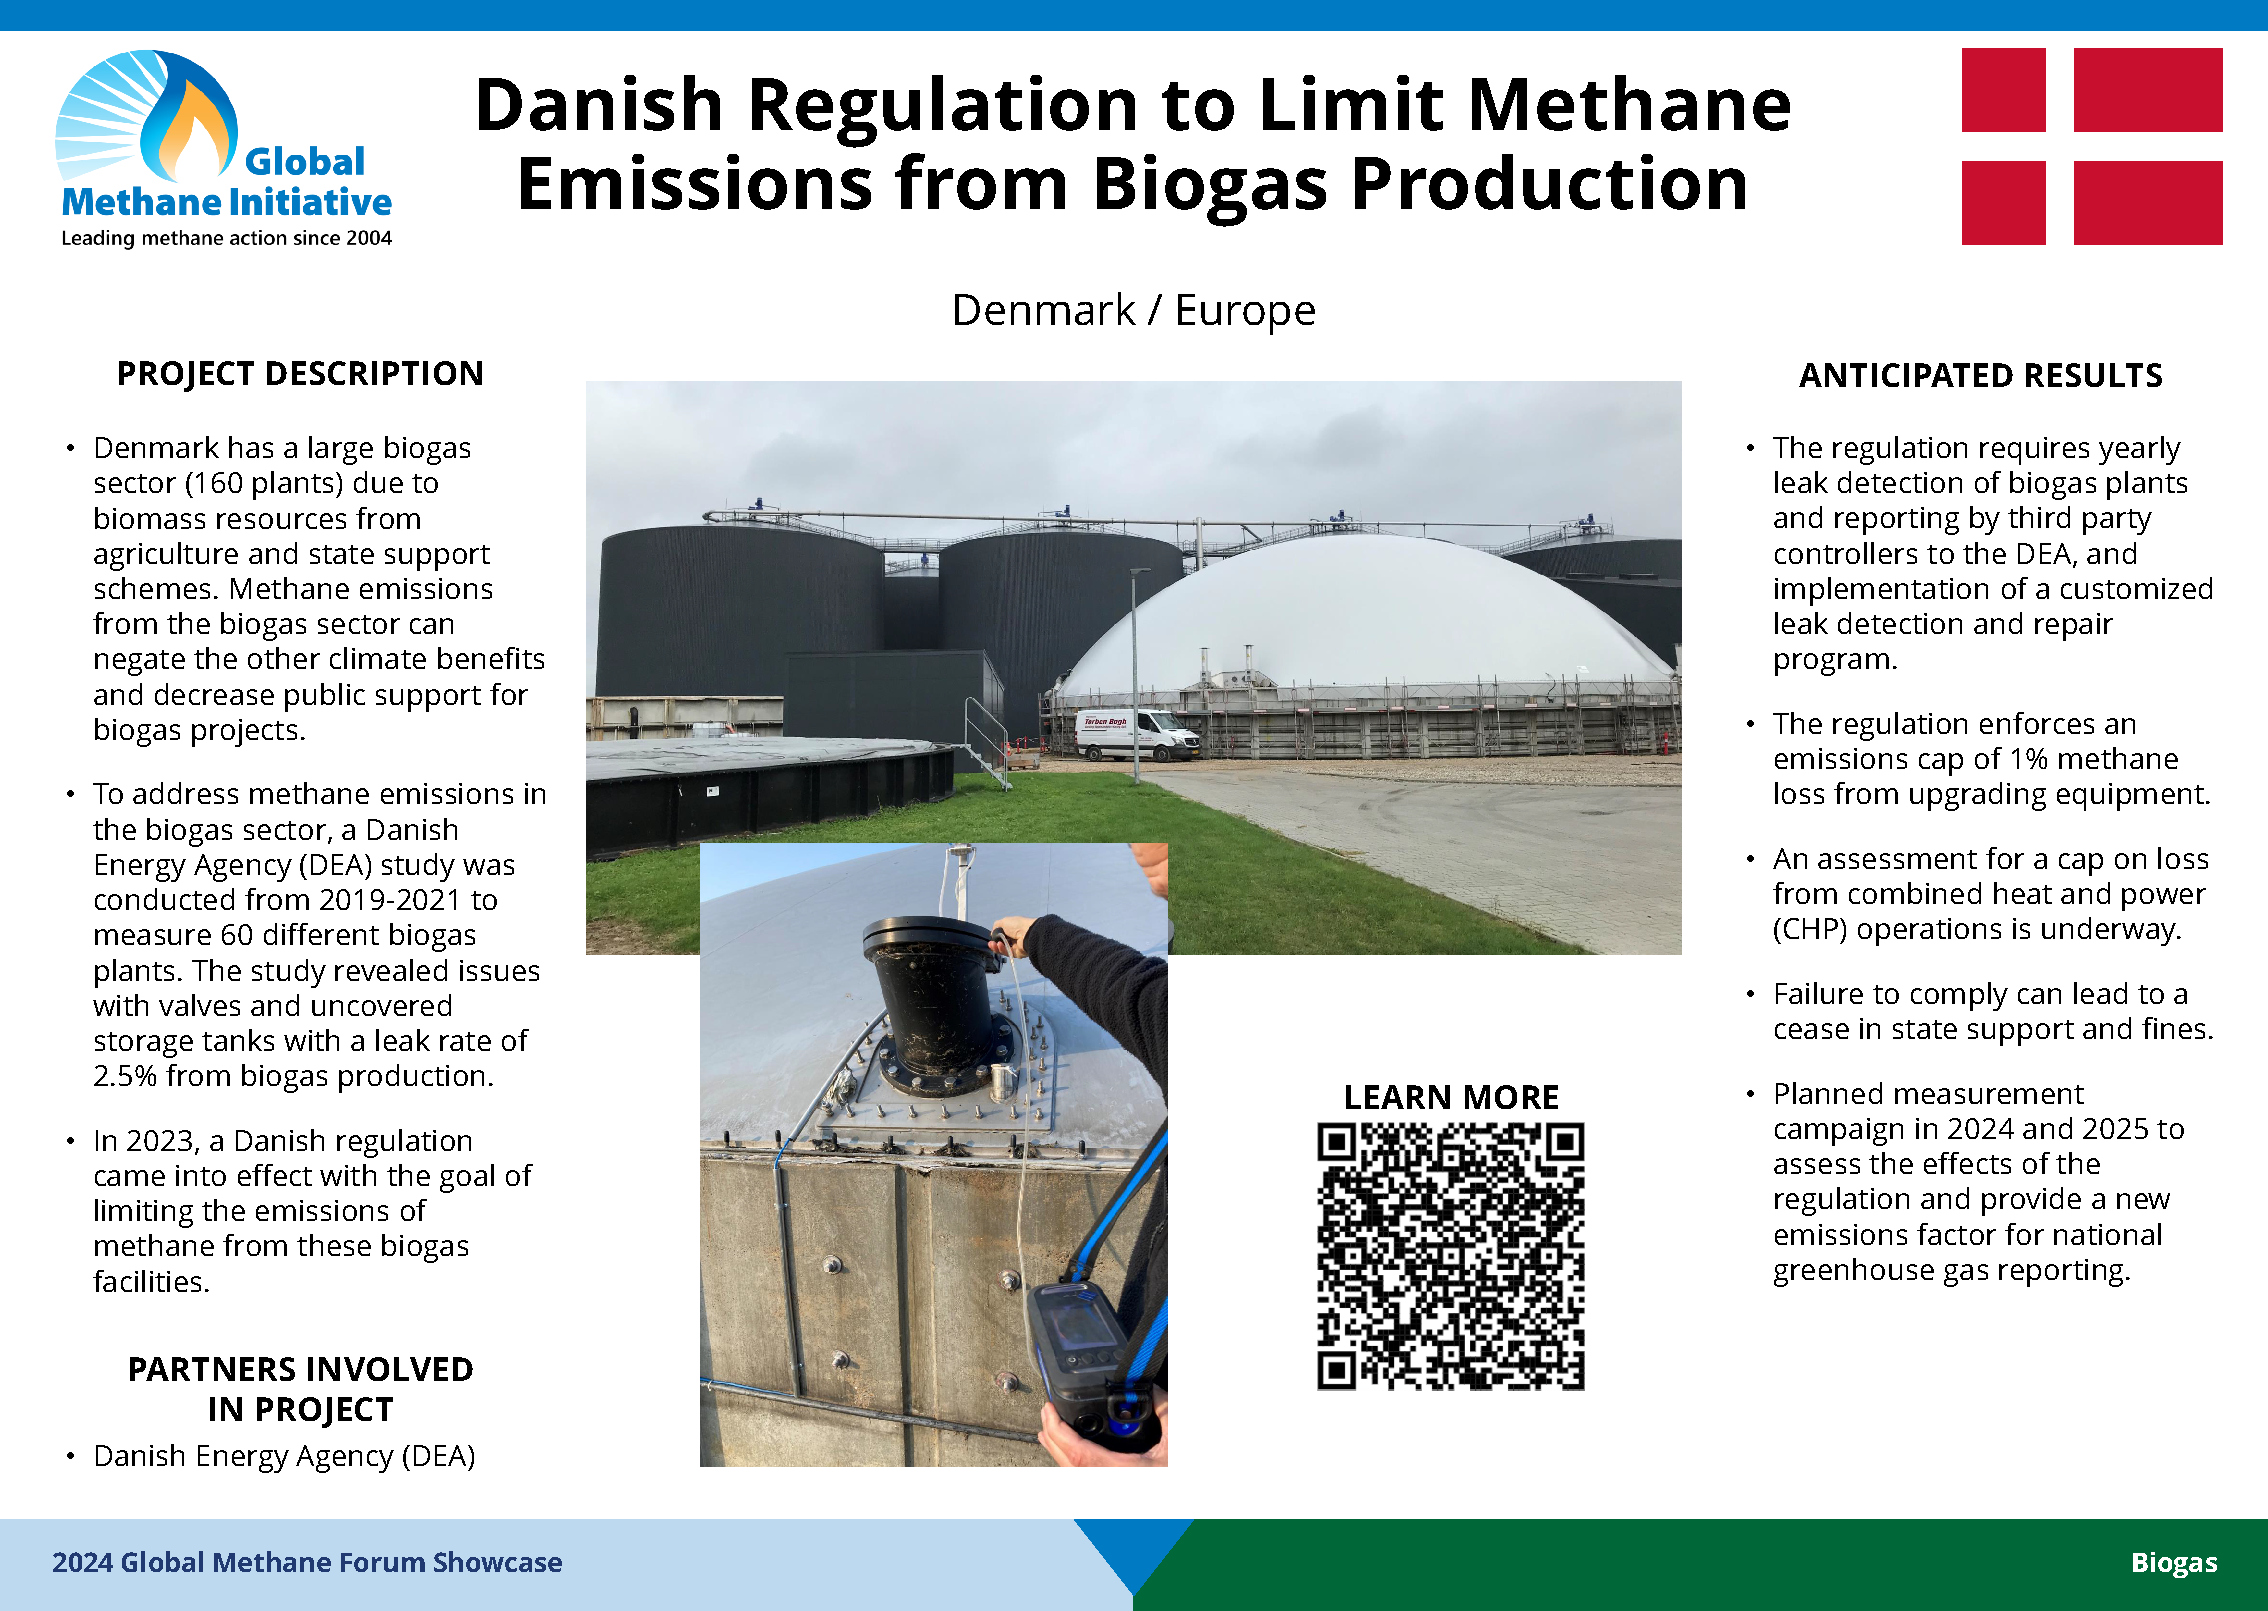 Global
Methane Initiative
Leading methane action since 2004
Danish Regulation to Limit Methane
Emissions from Biogas Production
Denmark / Europe
PROJECT DESCRIPTION
• Denmark has a large biogas
sector (160 plants) due to
biomass resources from
agriculture and state support
schemes. Methane emissions
from the biogas sector can
negate the other climate benefits
and decrease public support for
biogas projects.
• To address methane emissions in
the biogas sector, a Danish
Energy Agency (DEA) study was
conducted from 2019-2021 to
measure 60 different biogas
plants. The study revealed issues
with valves and uncovered
storage tanks with a leak rate of
2.5% from biogas production.
• In 2023, a Danish regulation
came into effect with the goal of
limiting the emissions of
methane from these biogas
facilities.
PARTNERS INVOLVED
IN PROJECT
• Danish Energy Agency (DEA)
Torben Bugh
LEARN MORE
ANTICIPATED RESULTS
• The regulation requires yearly
leak detection of biogas plants
and reporting by third party
controllers to the DEA, and
implementation of a customized
leak detection and repair
program.
• The regulation enforces an
emissions cap of 1% methane
loss from upgrading equipment.
• An assessment for a cap on loss
from combined heat and power
(CHP) operations is underway.
• Failure to comply can lead to a
cease in state support and fines.
• Planned measurement
campaign in 2024 and 2025 to
assess the effects of the
regulation and provide a new
emissions factor for national
greenhouse gas reporting.
2024 Global Methane Forum Showcase
Biogas